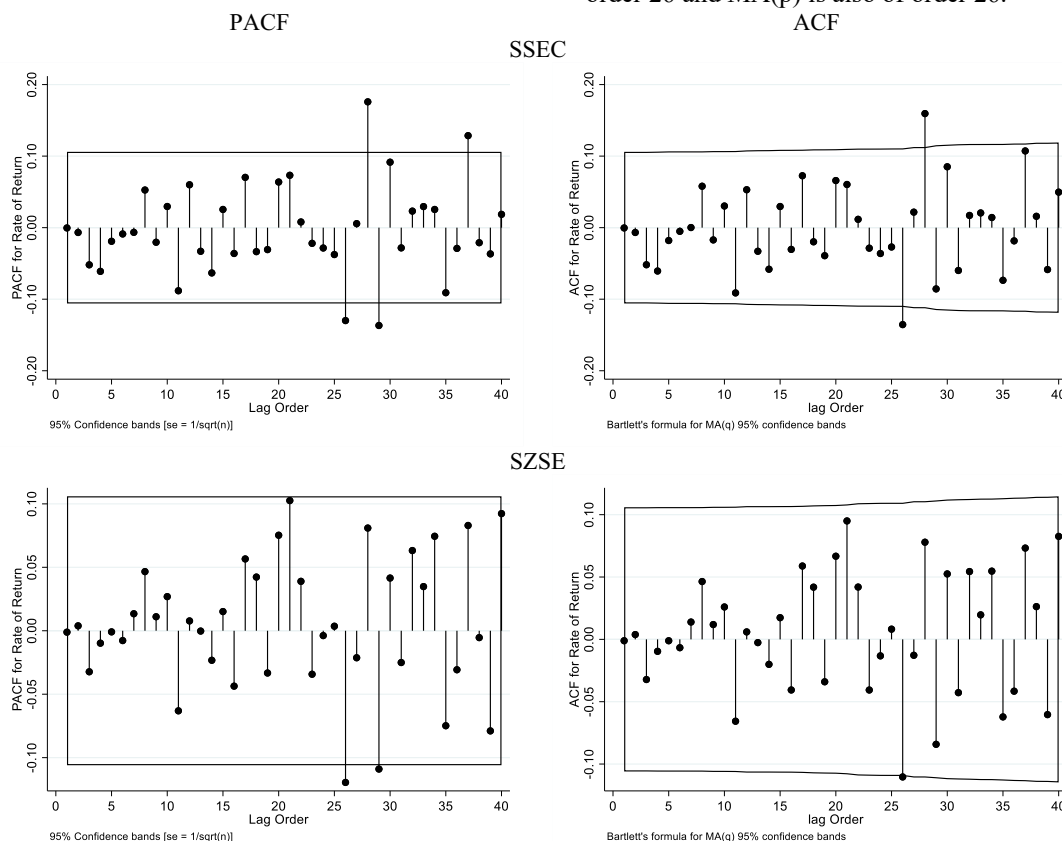 order 26 and MA(p) is also of order 26.
PACF
ACF
SSEC
PACF for Rate of Return
0.20
0.10
0.00
-0.10
-0.20
0 5 10 15 20 25 30 35 40
Lag Order
95% Confidence bands [se = 1/sqrt(n)]
ACF for Rate of Return
0.20
0.10
0.00
-0.10
-0.20
0 5 10 15 20 25 30 35 40
lag Order
Bartlett's formula for MA(q) 95% confidence bands
SZSE
PACF for Rate of Return
0.10
0.05
0.00
-0.05
-0.10
0 5 10 15 20 25 30 35 40
Lag Order
95% Confidence bands [se = 1/sqrt(n)]
ACF for Rate of Return
0.10
0.05
0.00
-0.05
-0.10
0 5 10 15 20 25 30 35 40
lag Order
Bartlett's formula for MA(q) 95% confidence bands